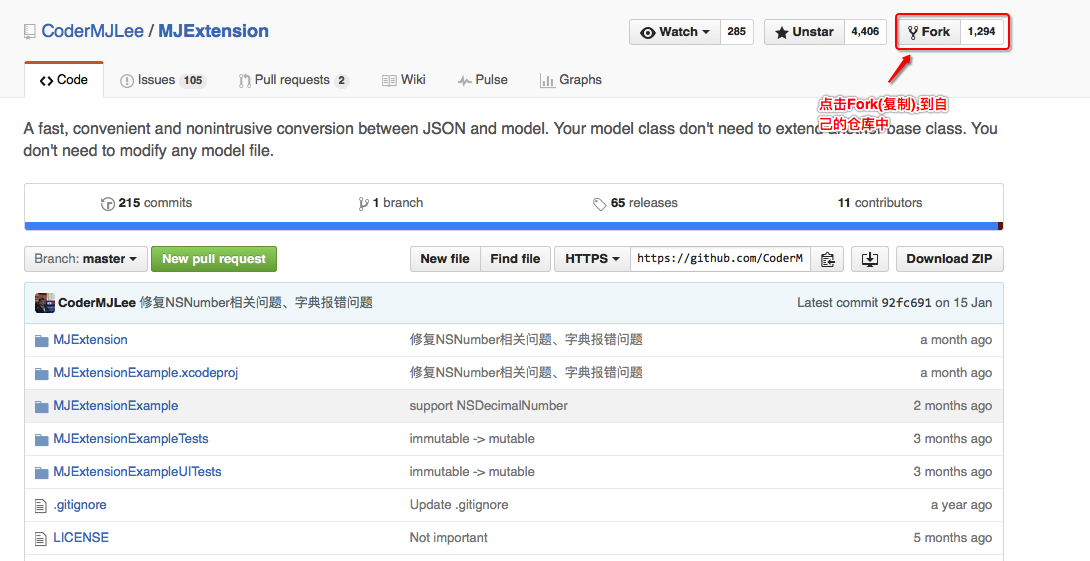 CoderMJLee / MJExtension
Watch 285 Unstar 4,406 Fork 1,294
Code Issues 105 Pull requests 2 Wiki Pulse Graphs
点击Fork(复制),到自
己的仓库中
A fast, convenient and nonintrusive conversion between JSON and model. Your model class don't need to extend another base class. You
don't need to modify any model file.
215 commits 1 branch 65 releases 11 contributors
Branch: master New pull request New file Find file HTTPS https://github.com/CoderM Download ZIP
CoderMJLee 修复NSNumber相关问题、字典报错问题 Latest commit 92fc691 on 15 Jan
MJExtension 修复NSNumber相关问题、字典报错问题 a month ago
MJExtensionExample.xcodeproj 修复NSNumber相关问题、字典报错问题 a month ago
MJExtensionExample support NSDecimalNumber 2 months ago
MJExtensionExampleTests immutable -> mutable 3 months ago
MJExtensionExampleUITests immutable -> mutable 3 months ago
.gitignore Update .gitignore a year ago
LICENSE Not important 5 months ago